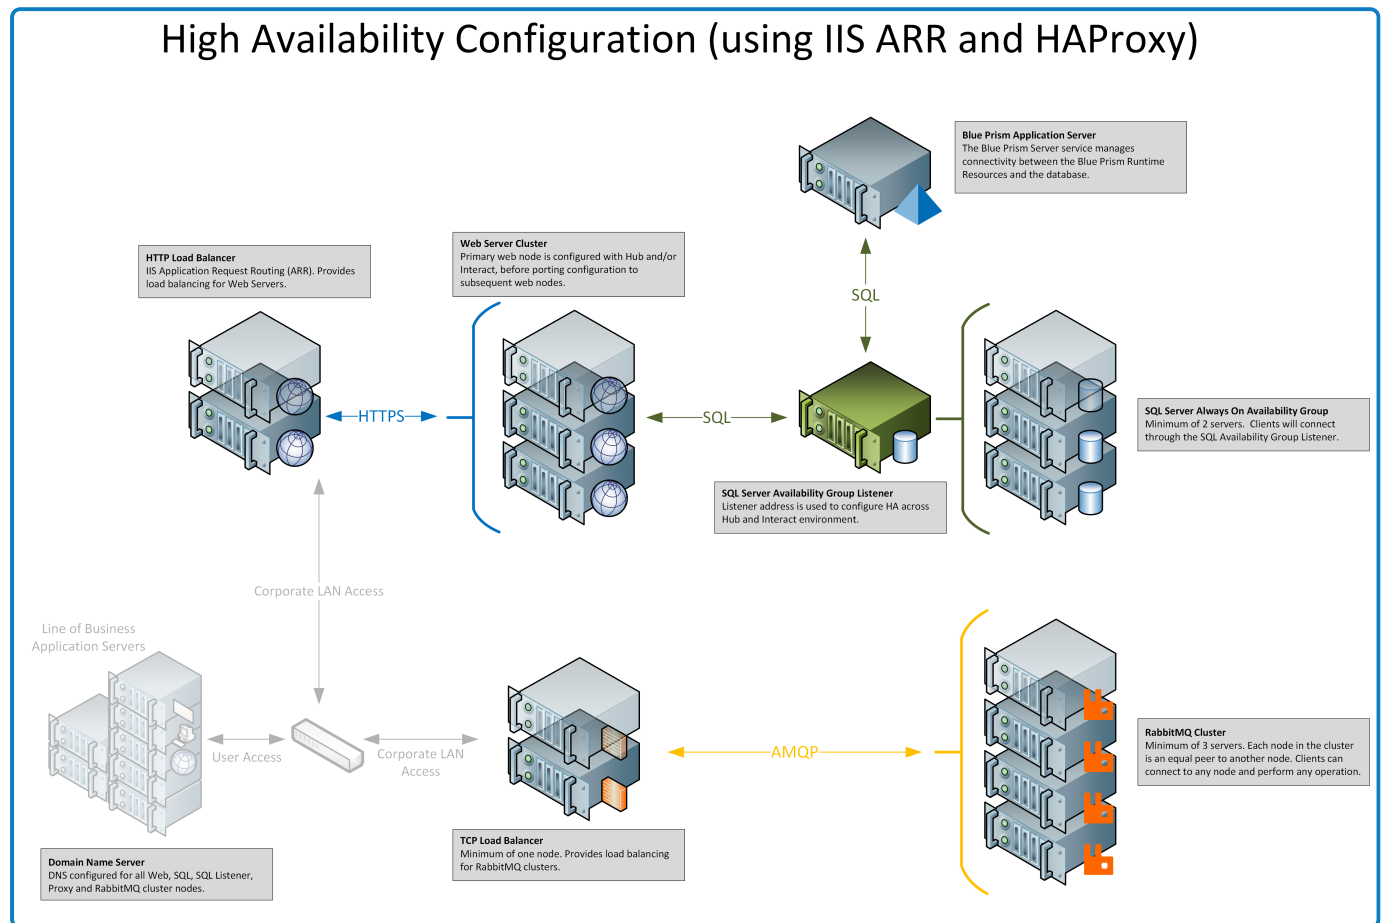 High Availability Configuration (using IIS ARR and HAProxy)
Blue Prism Application Server
The Blue Prism Server service manages
connectivity between the Blue Prism Runtime
Resources and the database.
HTTP Load Balancer
IIS Application Request Routing (ARR). Provides
load balancing for Web Servers.
Web Server Cluster
Primary web node is configured with Hub and/or
Interact, before porting configuration to
subsequent web nodes.
SQL
HTTPS
SQL
SQL Server Always On Availability Group
Minimum of 2 servers.  Clients will connect
through the SQL Availability Group Listener.
SQL Server Availability Group Listener
Listener address is used to configure HA across
Hub and Interact environment.
Corporate LAN Access
Line of Business
Application Servers
User Access
Corporate LAN
Access
AMQP
RabbitMQ Cluster
Minimum of 3 servers. Each node in the cluster
is an equal peer to another node. Clients can
connect to any node and perform any operation.
TCP Load Balancer
Minimum of one node. Provides load balancing
for RabbitMQ clusters.
Domain Name Server
DNS configured for all Web, SQL, SQL Listener,
Proxy and RabbitMQ cluster nodes.